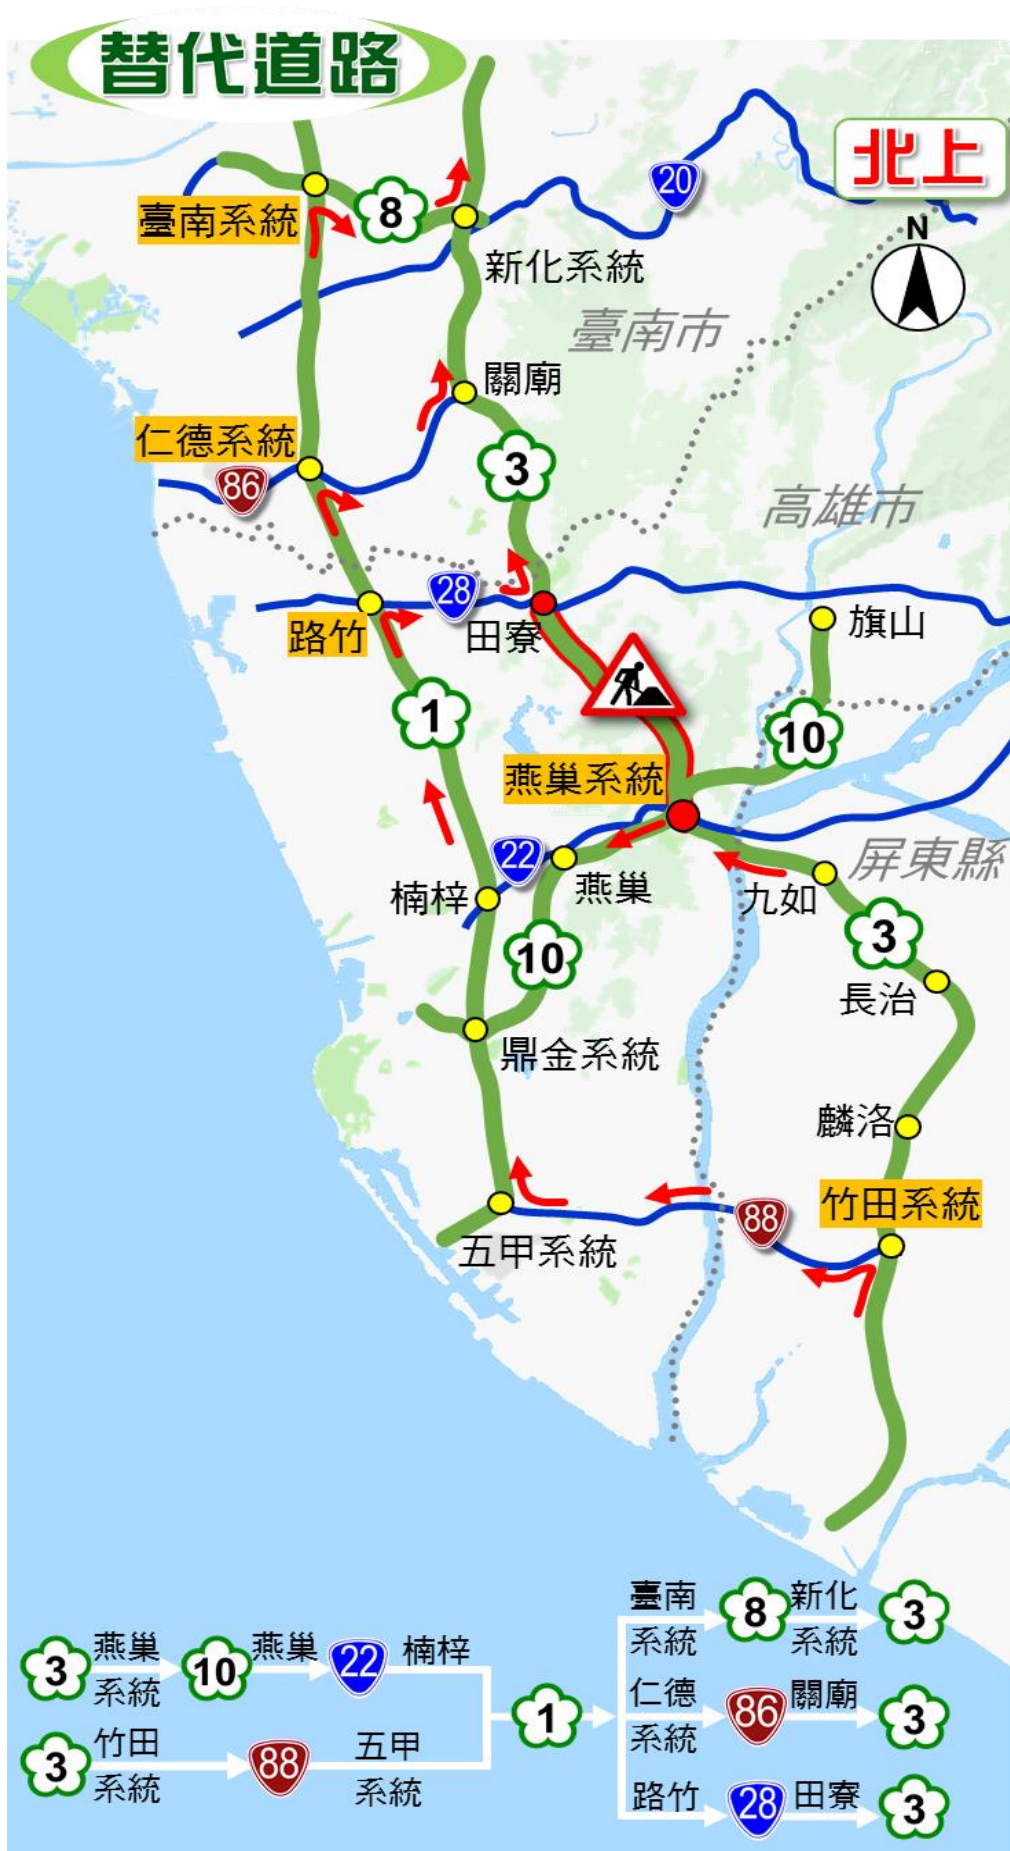 替代道路
北上
N
20
8
臺南系統
新化系統
臺南市
關廟
仁德系統
3
86
高雄市
28
路竹
田寮
旗山
1
10
燕巢系統
22
燕巢
屏東縣
楠梓
九如
3
10
長治
鼎金系統
麟洛
竹田系統
88
五甲系統
3
燕巢
系統
10
燕巢
22
楠梓
3
竹田
系統
88
五甲
系統
1
臺南
系統
8
新化
系統
3
仁德
系統
86
關廟
3
路竹
28
田寮
3